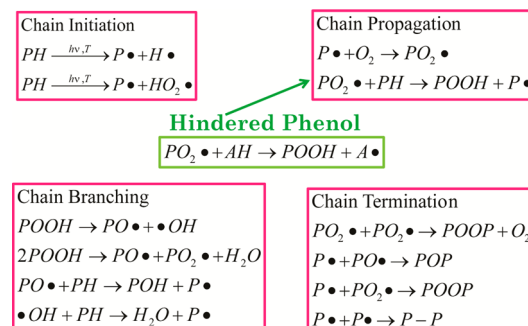 Chain Initiation
PH \xrightarrow{hν,T} P• + H•
PH \xrightarrow{hν,T} P• + HO₂•
Chain Propagation
P• + O₂ → PO₂•
PO₂• + PH → POOH + P•
Hindered Phenol
PO₂• + AH → POOH + A•
Chain Branching
POOH → PO• + •OH
2POOH → PO• + PO₂• + H₂O
PO• + PH → POH + P•
•OH + PH → H₂O + P•
Chain Termination
PO₂• + PO₂• → POOP + O₂
P• + PO• → POP
P• + PO₂• → POOP
P• + P• → P – P